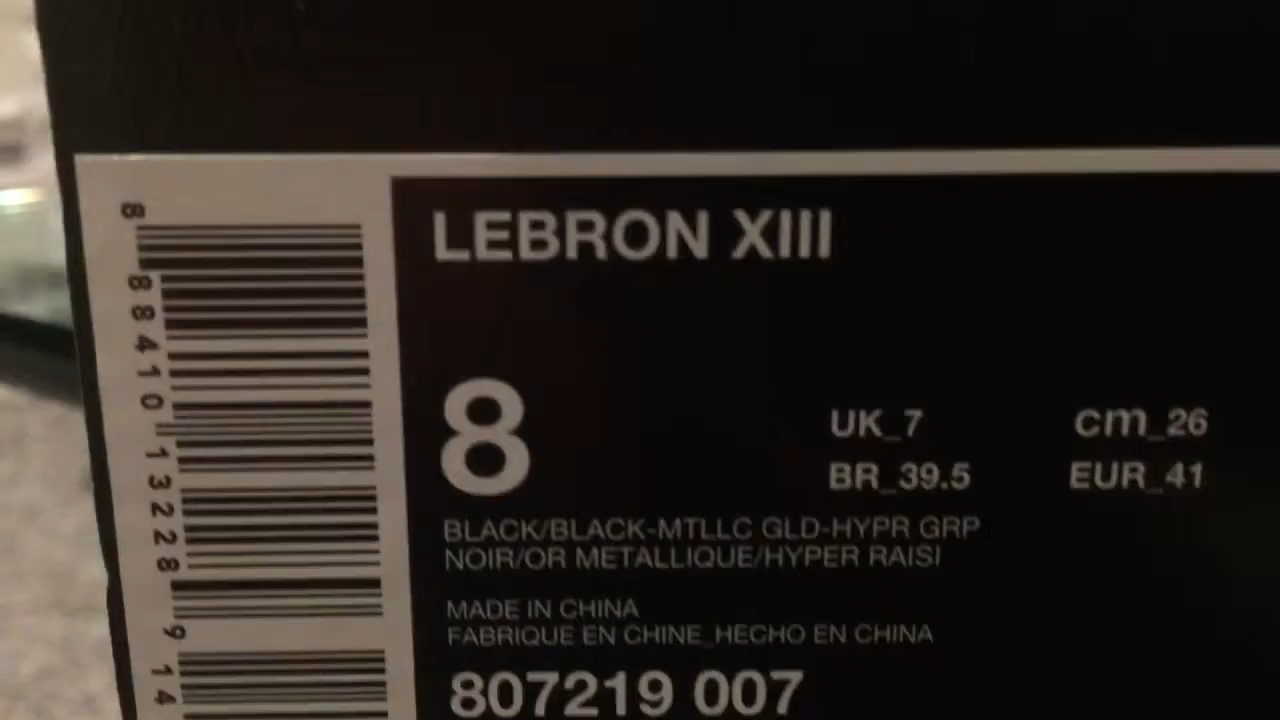 LEBRON XIII
8
UK_7 cm_26
BR_39.5 EUR_41
BLACK/BLACK-MTLLC GLD-HYPR GRP
NOIR/OR METALLIQUE/HYPER RAISI
MADE IN CHINA
FABRIQUE EN CHINE_HECHO EN CHINA
807219 007
8 88410 13228 9 14